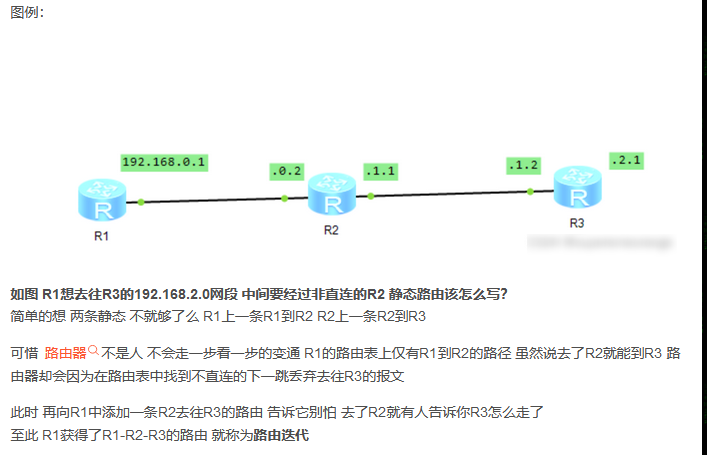 图例：
192.168.0.1
.0.2
.1.1
.1.2
.2.1
R
R
R
R1
R2
R3
如图 R1想去往R3的192.168.2.0网段 中间要经过非直连的R2 静态路由该怎么写？
简单的想 两条静态 不就够了么 R1上一条R1到R2 R2上一条R2到R3
可惜 路由器不是人 不会走一步看一步的变通 R1的路由表上仅有R1到R2的路径 虽然说去了R2就能到R3 路
由器却会因为在路由表中找到不直连的下一跳丢弃去往R3的报文
此时 再向R1中添加一条R2去往R3的路由 告诉它别怕 去了R2就有人告诉你R3怎么走了
至此 R1获得了R1-R2-R3的路由 就称为路由迭代